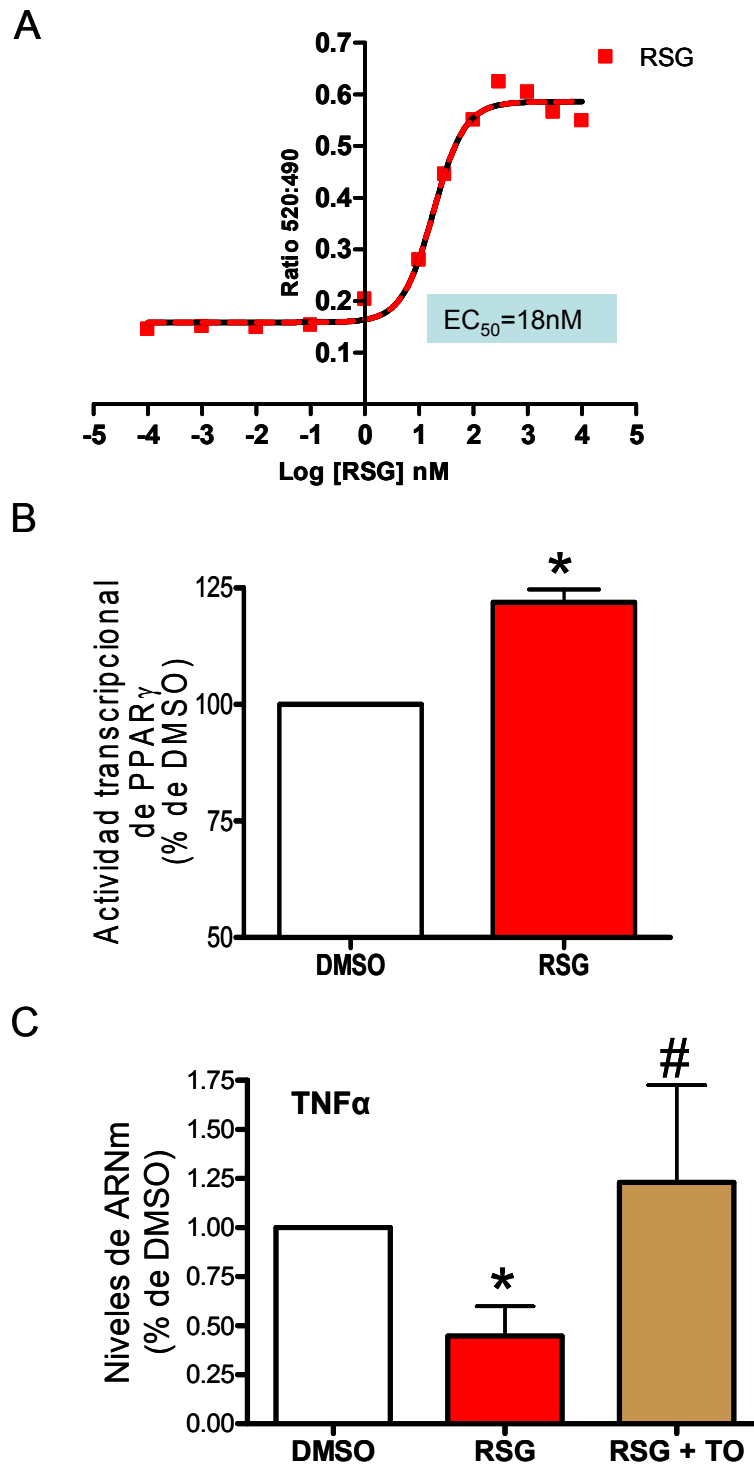 A
RSG
0.7
0.6
0.5
0.4
0.3
0.2
0.1
Ratio 520:490
EC50=18nM
-5 -4 -3 -2 -1 0 1 2 3 4 5
Log [RSG] nM
B
*
125
100
75
50
Actividad transcripcional
de PPARγ
(% de DMSO)
DMSO RSG
C
#
*
TNFα
1.75
1.50
1.25
1.00
0.75
0.50
0.25
0.00
Niveles de ARNm
(% de DMSO)
DMSO RSG RSG + TO